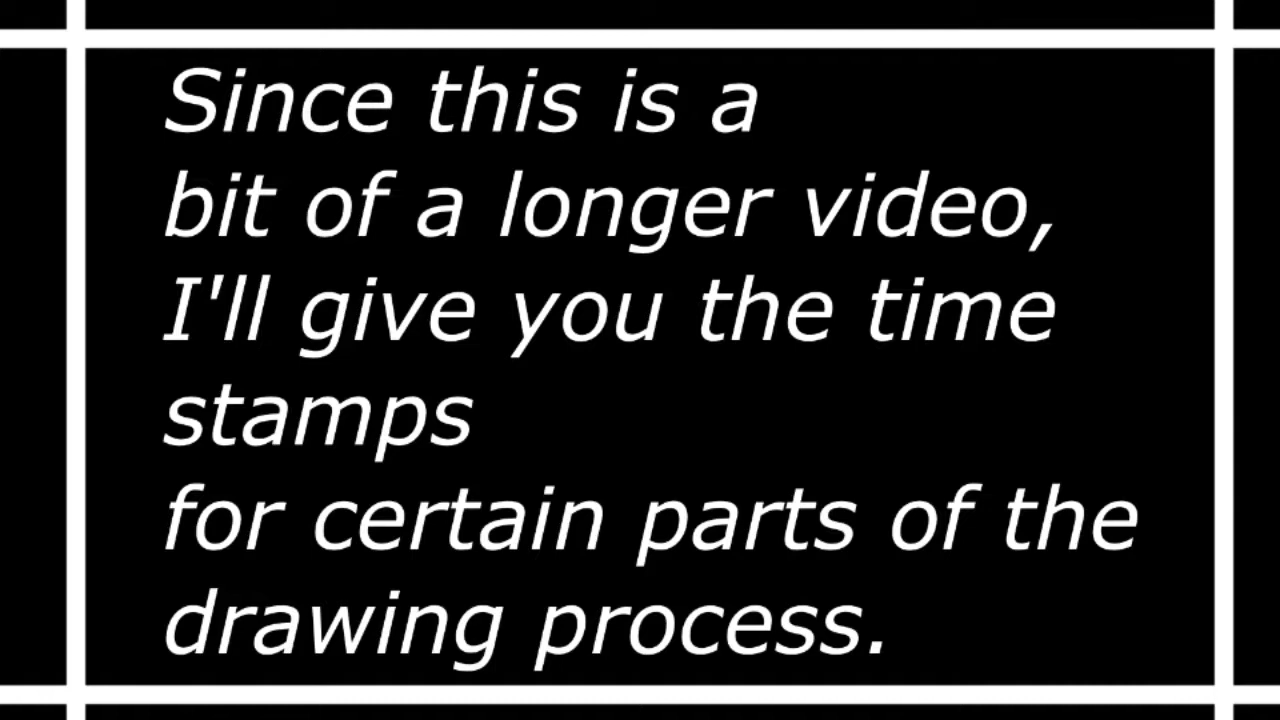 Since this is a
bit of a longer video,
I'll give you the time
stamps
for certain parts of the
drawing process.